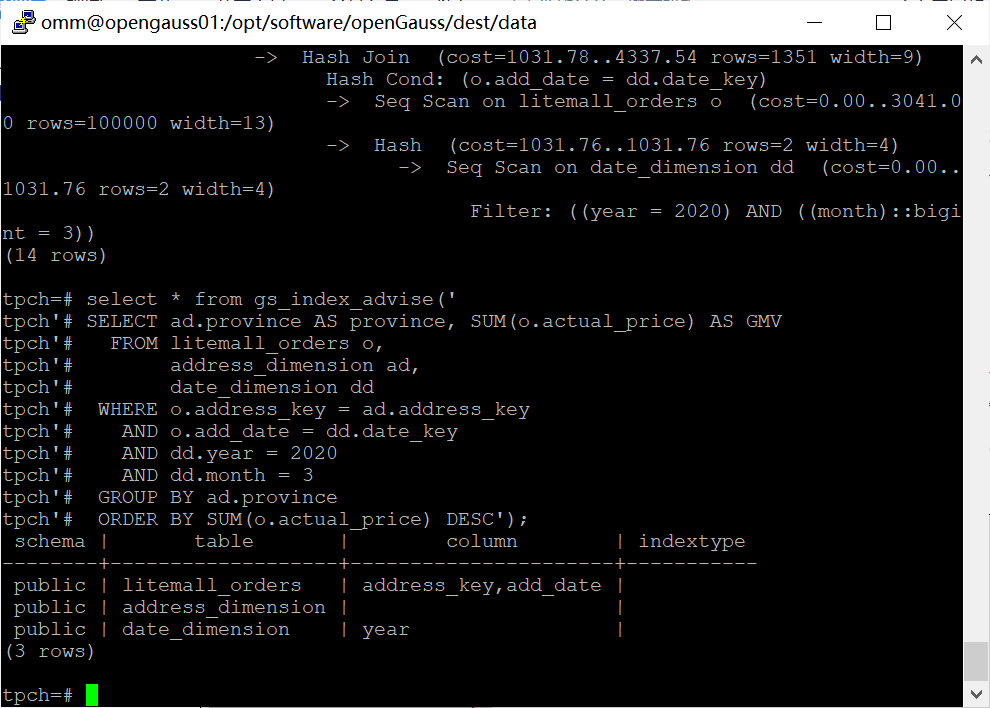 omm@opengauss01:/opt/software/openGauss/dest/data
-> Hash Join (cost=1031.78..4337.54 rows=1351 width=9)
Hash Cond: (o.add_date = dd.date_key)
-> Seq Scan on litemall_orders o (cost=0.00..3041.0
0 rows=100000 width=13)
-> Hash (cost=1031.76..1031.76 rows=2 width=4)
-> Seq Scan on date_dimension dd (cost=0.00..
1031.76 rows=2 width=4)
Filter: ((year = 2020) AND ((month)::bigi
nt = 3))
(14 rows)
tpch=# select * from gs_index_advise('
tpch'# SELECT ad.province AS province, SUM(o.actual_price) AS GMV
tpch'#   FROM litemall_orders o,
tpch'#        address_dimension ad,
tpch'#        date_dimension dd
tpch'#  WHERE o.address_key = ad.address_key
tpch'#    AND o.add_date = dd.date_key
tpch'#    AND dd.year = 2020
tpch'#    AND dd.month = 3
tpch'#  GROUP BY ad.province
tpch'#  ORDER BY SUM(o.actual_price) DESC');
 schema |       table       |        column        | indextype
--------+-------------------+----------------------+-----------
 public | litemall_orders   | address_key,add_date |
 public | address_dimension |                      |
 public | date_dimension    | year                 |
(3 rows)
tpch=#